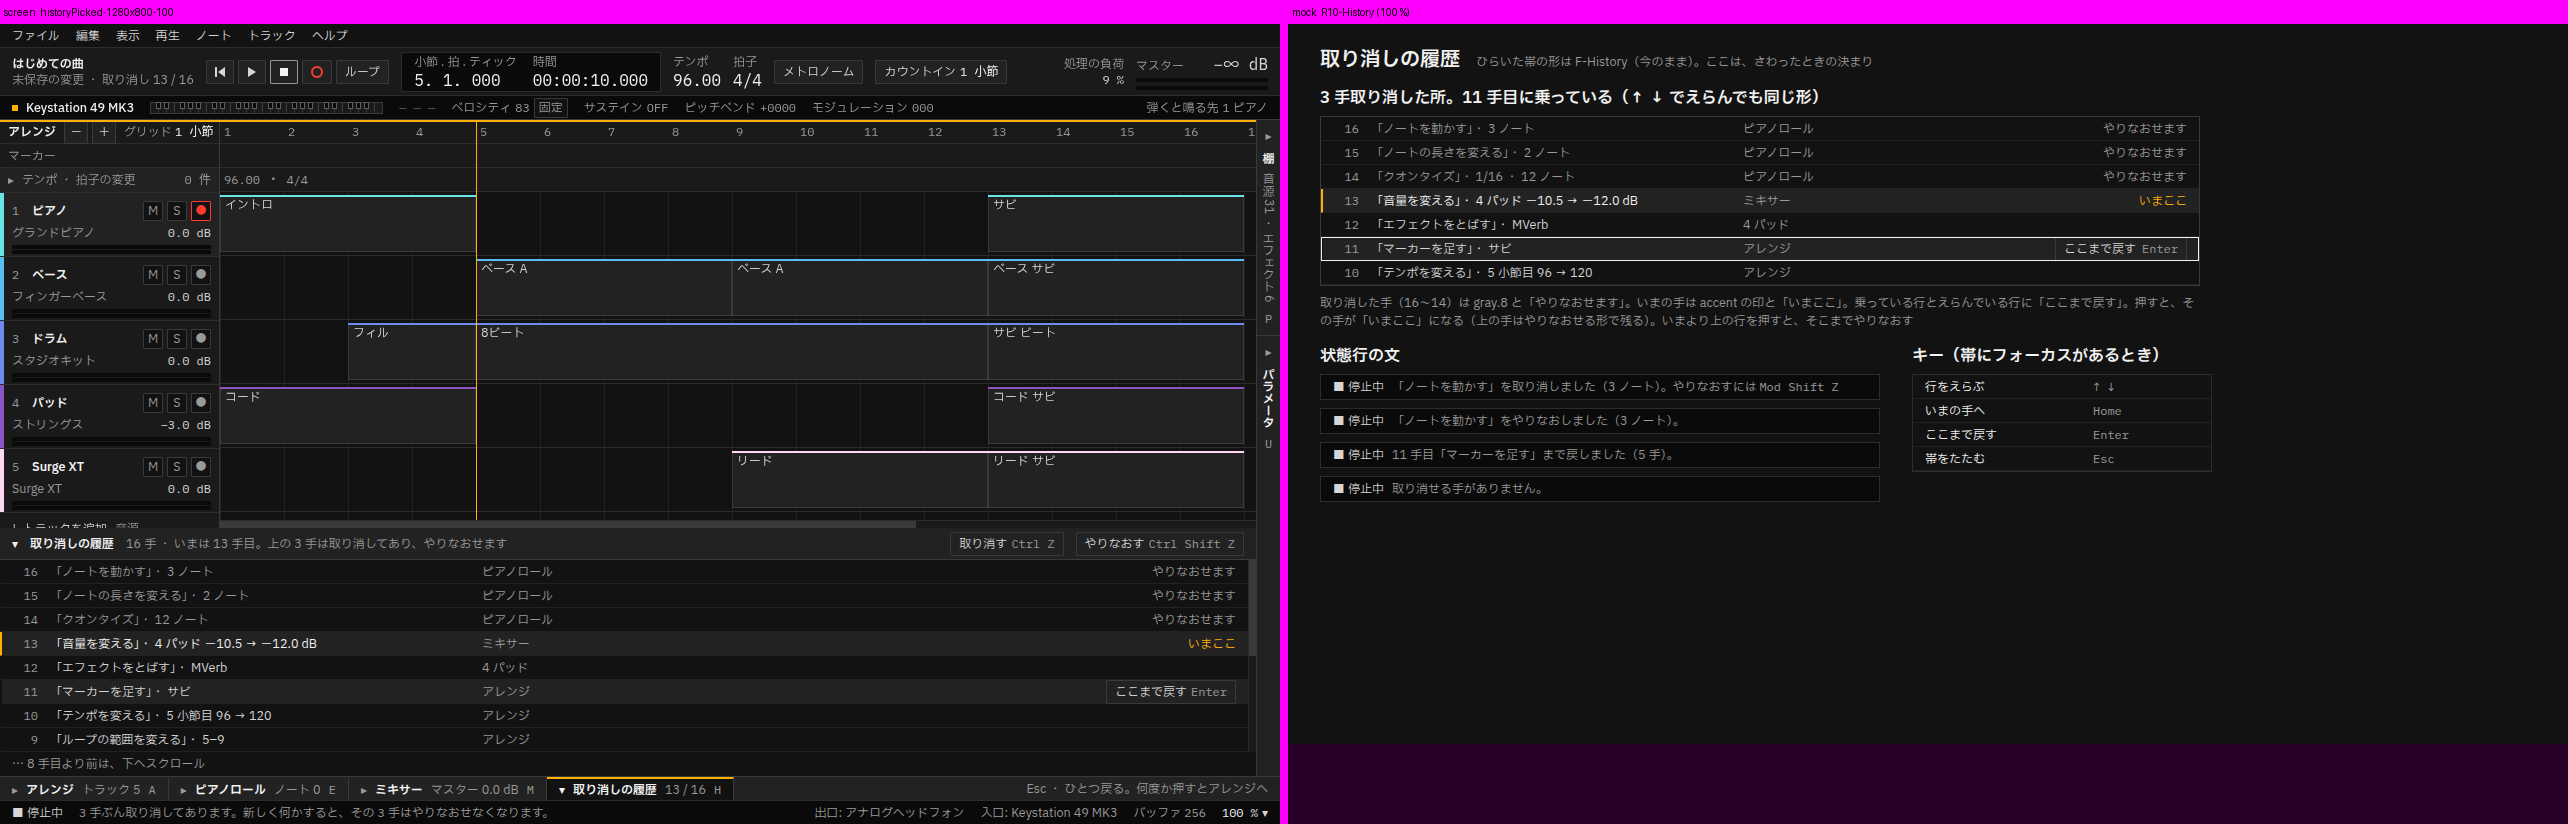 screen historyPicked-1280x800-100
ファイル 編集 表示 再生 ノート トラック ヘルプ
はじめての曲
未保存の変更 · 取り消し 13 / 16
ループ
小節 . 拍 . ティック 時間
5. 1. 000 00:00:10.000
テンポ 拍子
96.00 4/4
メトロノーム
カウントイン 1 小節
処理の負荷
9 %
マスター −∞ dB
Keystation 49 MK3
— — —
ベロシティ 83 固定 サステイン OFF ピッチベンド +0000 モジュレーション 000
弾くと鳴る先 1 ピアノ
アレンジ − + グリッド 1 小節
1 2 3 4 5 6 7 8 9 10 11 12 13 14 15 16 1
マーカー
▸ テンポ · 拍子の変更 0 件
96.00 · 4/4
1 ピアノ M S
グランドピアノ 0.0 dB
イントロ サビ
2 ベース M S
フィンガーベース 0.0 dB
ベース A ベース A ベース サビ
3 ドラム M S
スタジオキット 0.0 dB
フィル 8ビート サビ ビート
4 パッド M S
ストリングス −3.0 dB
コード コード サビ
5 Surge XT M S
Surge XT 0.0 dB
リード リード サビ
▸ 棚 音源31 · エフェクト6 P
▸ パラメータ U
▾ 取り消しの履歴 16 手 · いまは 13 手目。上の 3 手は取り消してあり、やりなおせます
取り消す Ctrl Z やりなおす Ctrl Shift Z
16 「ノートを動かす」· 3 ノート ピアノロール やりなおせます
15 「ノートの長さを変える」· 2 ノート ピアノロール やりなおせます
14 「クオンタイズ」· 12 ノート ピアノロール やりなおせます
13 「音量を変える」· 4 パッド −10.5 → −12.0 dB ミキサー いまここ
12 「エフェクトをとばす」· MVerb 4 パッド
11 「マーカーを足す」· サビ アレンジ ここまで戻す Enter
10 「テンポを変える」· 5 小節目 96 → 120 アレンジ
9 「ループの範囲を変える」· 5–9 アレンジ
… 8 手目より前は、下へスクロール
▸ アレンジ トラック 5 A ▸ ピアノロール ノート 0 E ▸ ミキサー マスター 0.0 dB M ▾ 取り消しの履歴 13 / 16 H
Esc · ひとつ戻る。何度か押すとアレンジへ
■ 停止中 3 手ぶん取り消してあります。新しく何かすると、その 3 手はやりなおせなくなります。
出口: アナログヘッドフォン 入口: Keystation 49 MK3 バッファ 256 100 % ▾
mock R10-History (100 %)
取り消しの履歴 ひらいた帯の形は F-History（今のまま）。ここは、さわったときの決まり
3 手取り消した所。11 手目に乗っている（↑ ↓ でえらんでも同じ形）
16 「ノートを動かす」· 3 ノート ピアノロール やりなおせます
15 「ノートの長さを変える」· 2 ノート ピアノロール やりなおせます
14 「クオンタイズ」· 1/16 · 12 ノート ピアノロール やりなおせます
13 「音量を変える」· 4 パッド −10.5 → −12.0 dB ミキサー いまここ
12 「エフェクトをとばす」· MVerb 4 パッド
11 「マーカーを足す」· サビ アレンジ ここまで戻す Enter
10 「テンポを変える」· 5 小節目 96 → 120 アレンジ
取り消した手（16〜14）は gray.8 と「やりなおせます」。いまの手は accent の印と「いまここ」。乗っている行とえらんでいる行に「ここまで戻す」。押すと、そ
の手が「いまここ」になる（上の手はやりなおせる形で残る）。いまより上の行を押すと、そこまでやりなおす
状態行の文
■ 停止中 「ノートを動かす」を取り消しました（3 ノート）。やりなおすには Mod Shift Z
■ 停止中 「ノートを動かす」をやりなおしました（3 ノート）。
■ 停止中 11 手目「マーカーを足す」まで戻しました（5 手）。
■ 停止中 取り消せる手がありません。
キー（帯にフォーカスがあるとき）
行をえらぶ ↑ ↓
いまの手へ Home
ここまで戻す Enter
帯をたたむ Esc